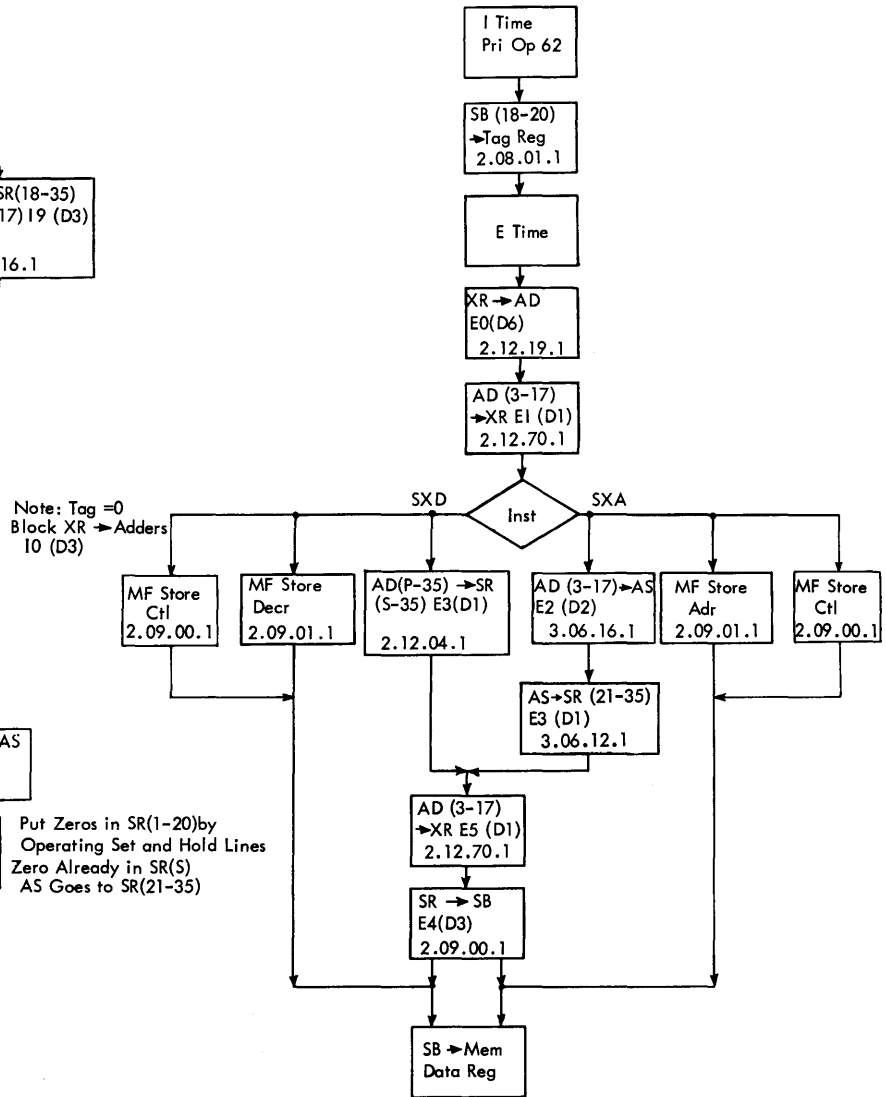 I Time
Pri Op 62
SB (18-20)
→Tag Reg
2.08.01.1
SR(18-35)
17) I9 (D3)
16.1
E Time
XR → AD
E0(D6)
2.12.19.1
AD (3-17)
→XR E1 (D1)
2.12.70.1
Note: Tag =0
Block XR → Adders
I0 (D3)
SXD
Inst
SXA
MF Store
Ctl
2.09.00.1
MF Store
Decr
2.09.01.1
AD(P-35) →SR
(S-35) E3(D1)
2.12.04.1
AD (3-17)→AS
E2 (D2)
3.06.16.1
MF Store
Adr
2.09.01.1
MF Store
Ctl
2.09.00.1
AS→SR (21-35)
E3 (D1)
3.06.12.1
AS
Put Zeros in SR(1-20)by
Operating Set and Hold Lines
Zero Already in SR(S)
AS Goes to SR(21-35)
AD (3-17)
→XR E5 (D1)
2.12.70.1
SR → SB
E4(D3)
2.09.00.1
SB →Mem
Data Reg